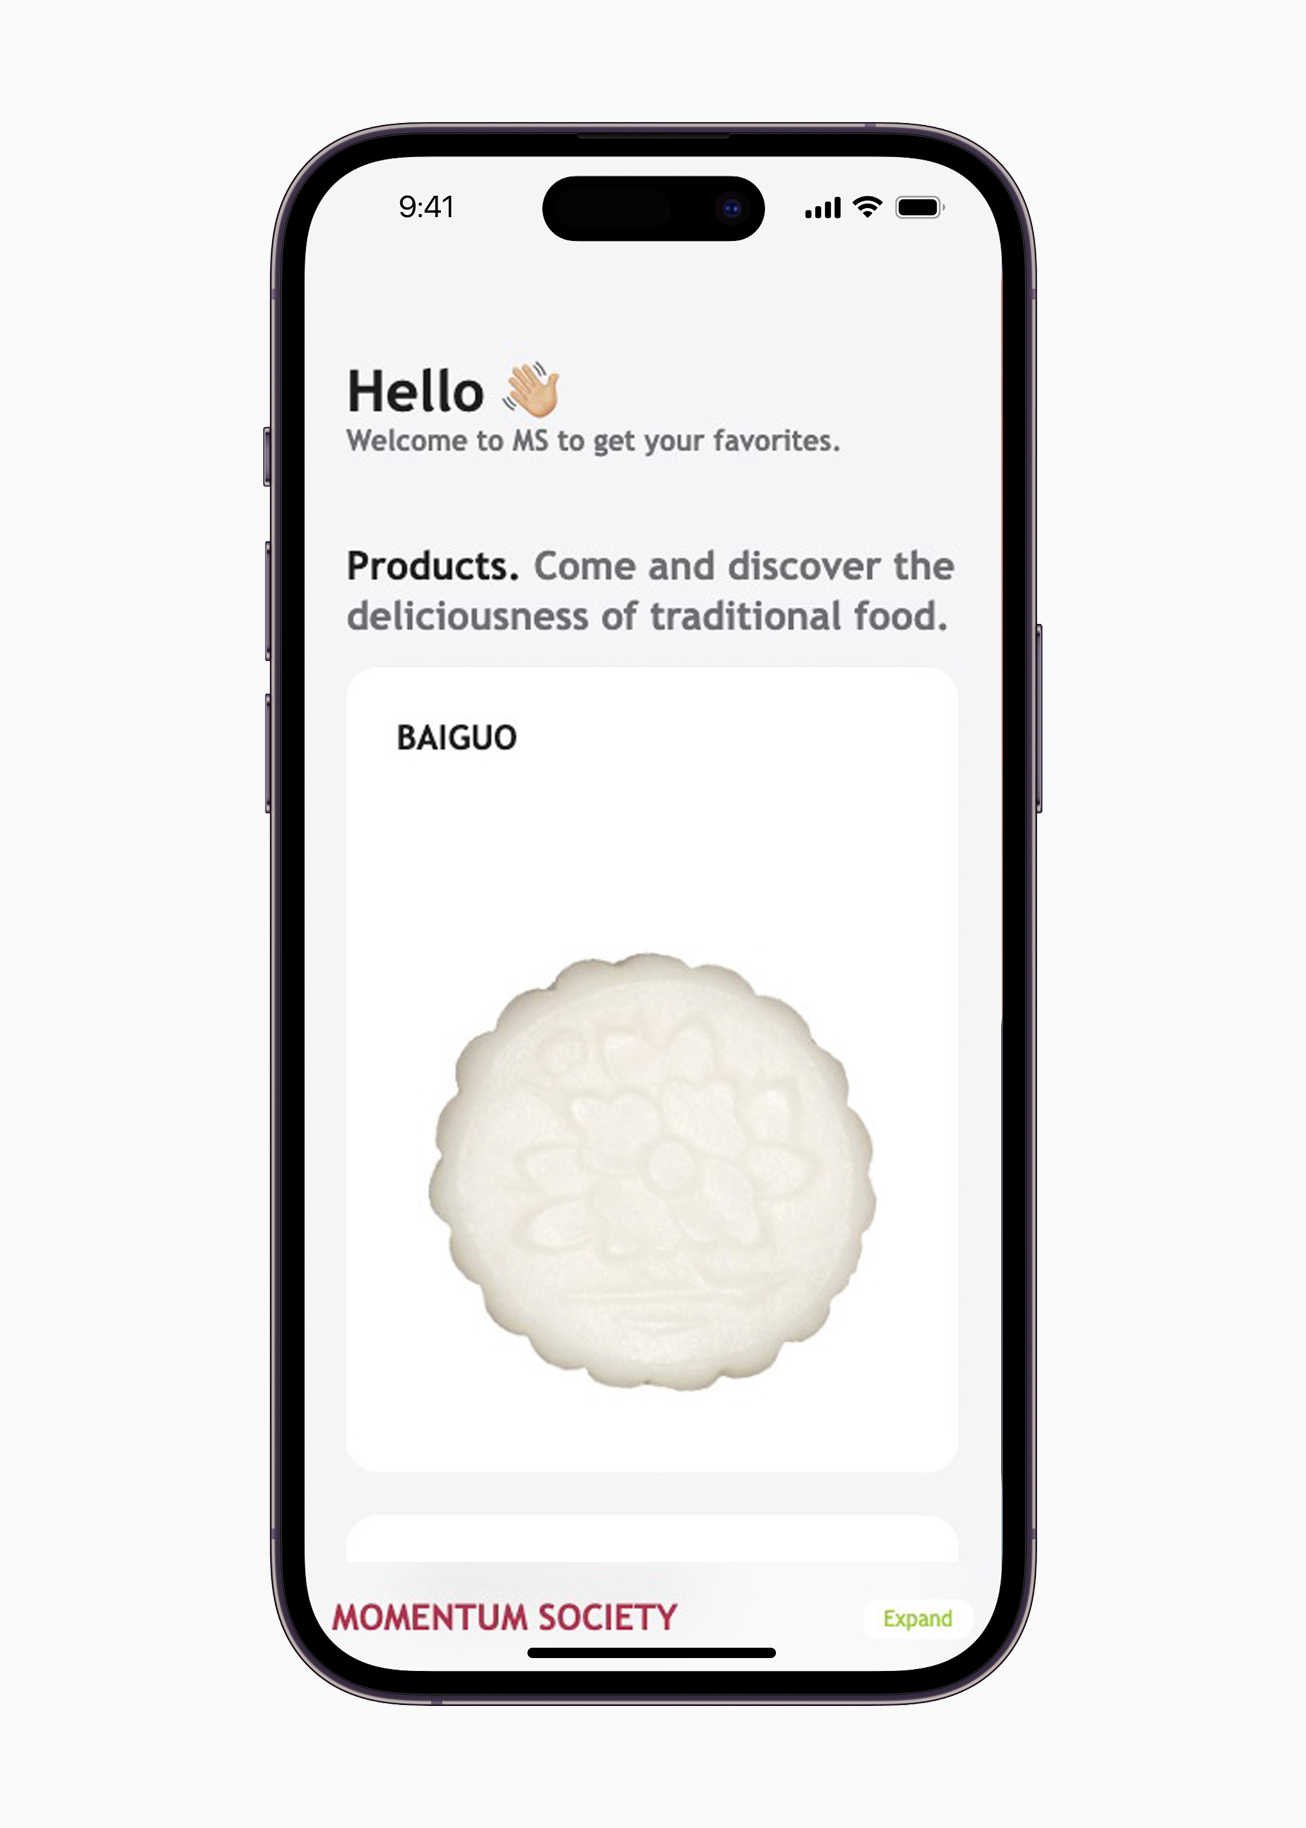 9:41
Hello 👋🏼
Welcome to MS to get your favorites.
Products. Come and discover the
deliciousness of traditional food.
BAIGUO
MOMENTUM SOCIETY
Expand